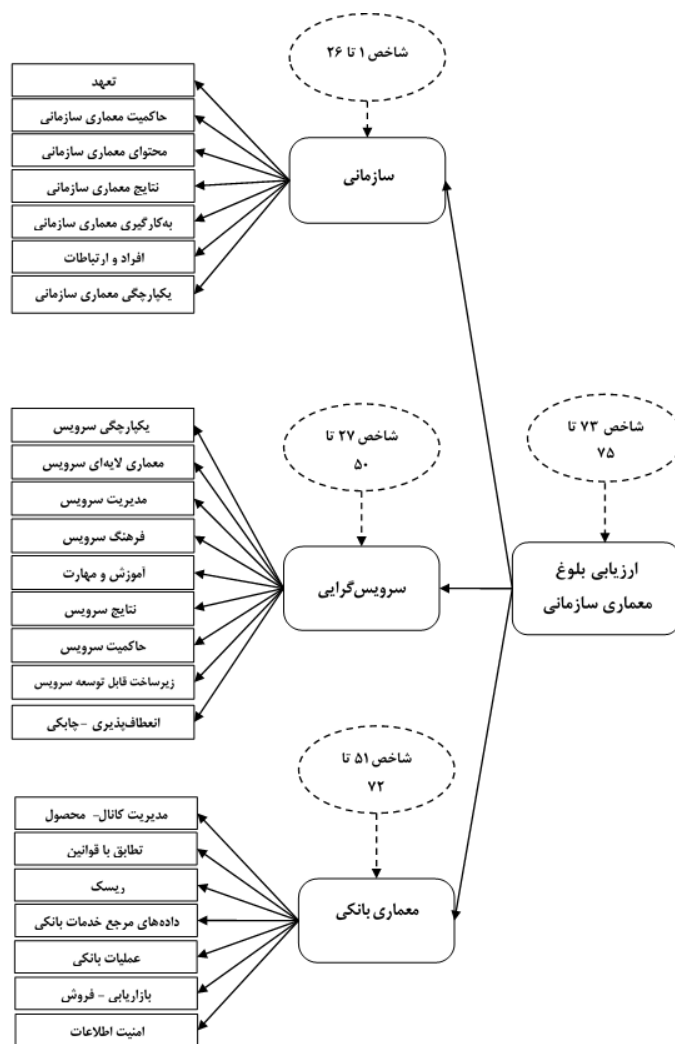 شاخص ۱ تا ۲۶
سازمانی
تعهد
حاکمیت معماری سازمانی
محتوای معماری سازمانی
نتایج معماری سازمانی
به‌کارگیری معماری سازمانی
افراد و ارتباطات
یکپارچگی معماری سازمانی
شاخص ۷۳ تا
۷۵
ارزیابی بلوغ
معماری سازمانی
شاخص ۲۷ تا
۵۰
سرویس‌گرایی
یکپارچگی سرویس
معماری لایه‌ای سرویس
مدیریت سرویس
فرهنگ سرویس
آموزش و مهارت
نتایج سرویس
حاکمیت سرویس
زیرساخت قابل توسعه سرویس
انعطاف‌پذیری -چابکی
شاخص ۵۱ تا
۷۲
معماری بانکی
مدیریت کانال- محصول
تطابق با قوانین
ریسک
داده‌های مرجع خدمات بانکی
عملیات بانکی
بازاریابی - فروش
امنیت اطلاعات